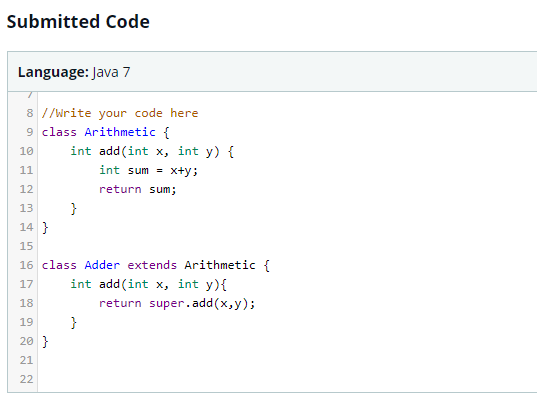 Submitted Code
Language: Java 7
7
8 //Write your code here
9 class Arithmetic {
10     int add(int x, int y) {
11         int sum = x+y;
12         return sum;
13     }
14 }
15
16 class Adder extends Arithmetic {
17     int add(int x, int y){
18         return super.add(x,y);
19     }
20 }
21
22